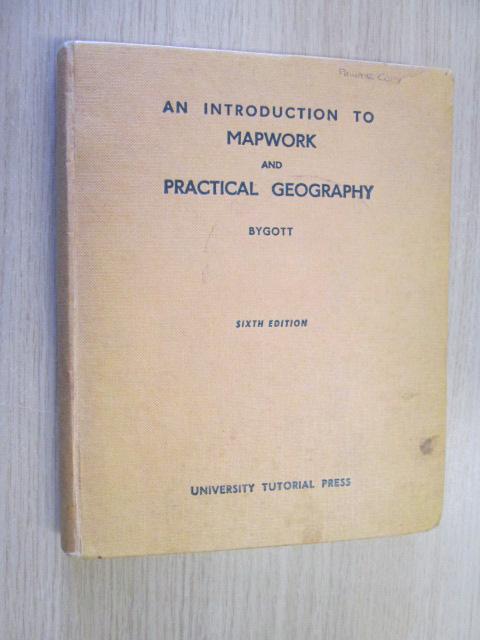 AN INTRODUCTION TO
MAPWORK
AND
PRACTICAL GEOGRAPHY
BYGOTT
SIXTH EDITION
UNIVERSITY TUTORIAL PRESS